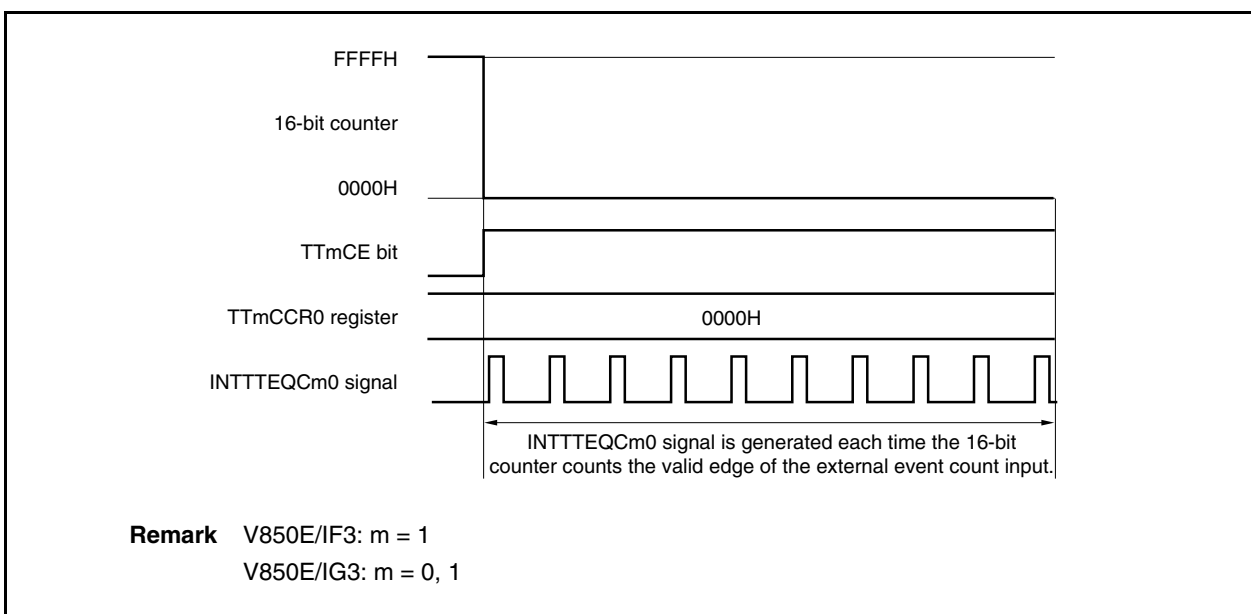 FFFFH
16-bit counter
0000H
TTmCE bit
TTmCCR0 register
0000H
INTTTEQCm0 signal
INTTTEQCm0 signal is generated each time the 16-bit
counter counts the valid edge of the external event count input.
Remark V850E/IF3: m = 1
V850E/IG3: m = 0, 1